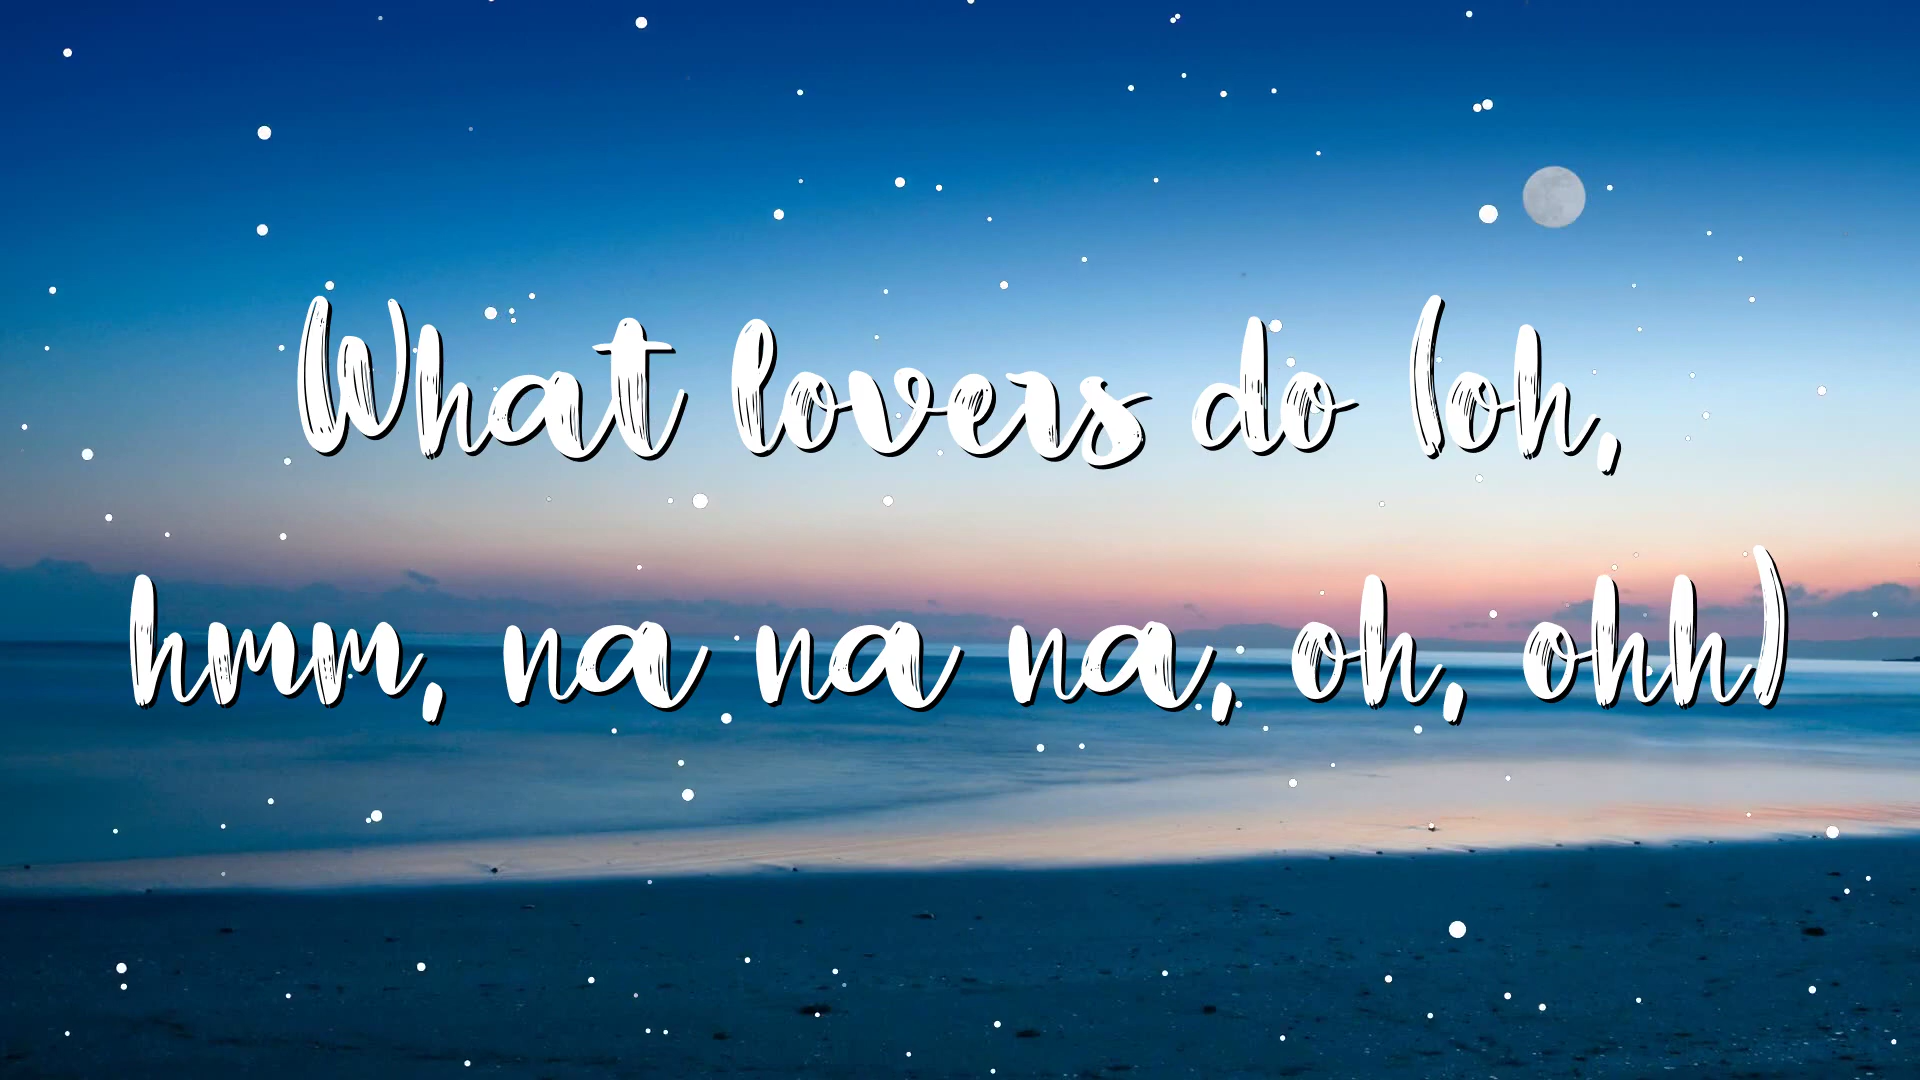 What lovers do (oh,
hmm, na na na, oh, ohh)